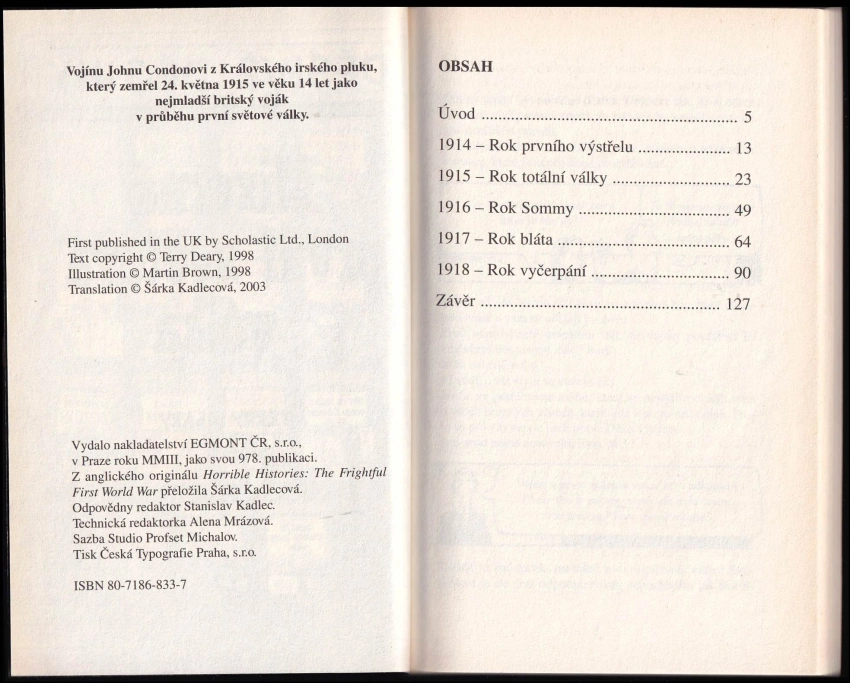 Vojínu Johnu Condonovi z Královského irského pluku,
který zemřel 24. května 1915 ve věku 14 let jako
nejmladší britský voják
v průběhu první světové války.
First published in the UK by Scholastic Ltd., London
Text copyright © Terry Deary, 1998
Illustration © Martin Brown, 1998
Translation © Šárka Kadlecová, 2003
Vydalo nakladatelství EGMONT ČR, s.r.o.,
v Praze roku MMIII, jako svou 978. publikaci.
Z anglického originálu Horrible Histories: The Frightful
First World War přeložila Šárka Kadlecová.
Odpovědny redaktor Stanislav Kadlec.
Technická redaktorka Alena Mrázová.
Sazba Studio Profset Michalov.
Tisk Česká Typografie Praha, s.r.o.
ISBN 80-7186-833-7
OBSAH
Úvod ........................................................ 5
1914 – Rok prvního výstřelu .................... 13
1915 – Rok totální války ......................... 23
1916 – Rok Sommy ................................ 49
1917 – Rok bláta ..................................... 64
1918 – Rok vyčerpání .............................. 90
Závěr .................................................... 127